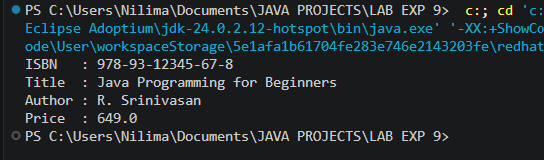 PS C:\Users\Nilima\Documents\JAVA PROJECTS\LAB EXP 9>  c:; cd 'c:
Eclipse Adoptium\jdk-24.0.2.12-hotspot\bin\java.exe' '-XX:+ShowCo
ode\User\workspaceStorage\5e1afa1b61704fe283e746e2143203fe\redhat
ISBN   : 978-93-12345-67-8
Title  : Java Programming for Beginners
Author : R. Srinivasan
Price  : 649.0
PS C:\Users\Nilima\Documents\JAVA PROJECTS\LAB EXP 9>